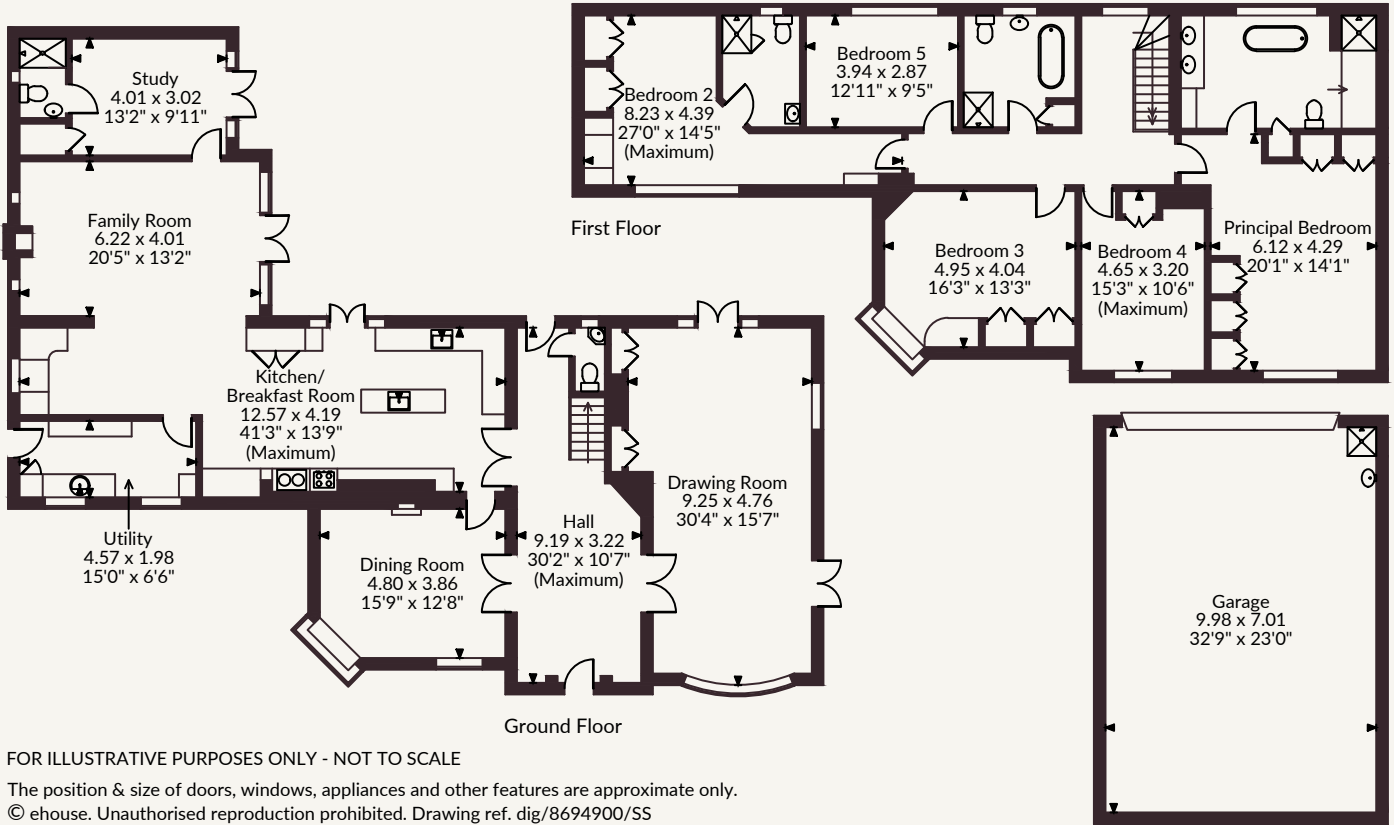 Study
4.01 x 3.02
13'2" x 9'11"
Family Room
6.22 x 4.01
20'5" x 13'2"
Kitchen/
Breakfast Room
12.57 x 4.19
41'3" x 13'9"
(Maximum)
Utility
4.57 x 1.98
15'0" x 6'6"
Dining Room
4.80 x 3.86
15'9" x 12'8"
Hall
9.19 x 3.22
30'2" x 10'7"
(Maximum)
Drawing Room
9.25 x 4.76
30'4" x 15'7"
Ground Floor
Bedroom 2
8.23 x 4.39
27'0" x 14'5"
(Maximum)
Bedroom 5
3.94 x 2.87
12'11" x 9'5"
First Floor
Bedroom 3
4.95 x 4.04
16'3" x 13'3"
Bedroom 4
4.65 x 3.20
15'3" x 10'6"
(Maximum)
Principal Bedroom
6.12 x 4.29
20'1" x 14'1"
Garage
9.98 x 7.01
32'9" x 23'0"
FOR ILLUSTRATIVE PURPOSES ONLY - NOT TO SCALE
The position & size of doors, windows, appliances and other features are approximate only.
© ehouse. Unauthorised reproduction prohibited. Drawing ref. dig/8694900/SS